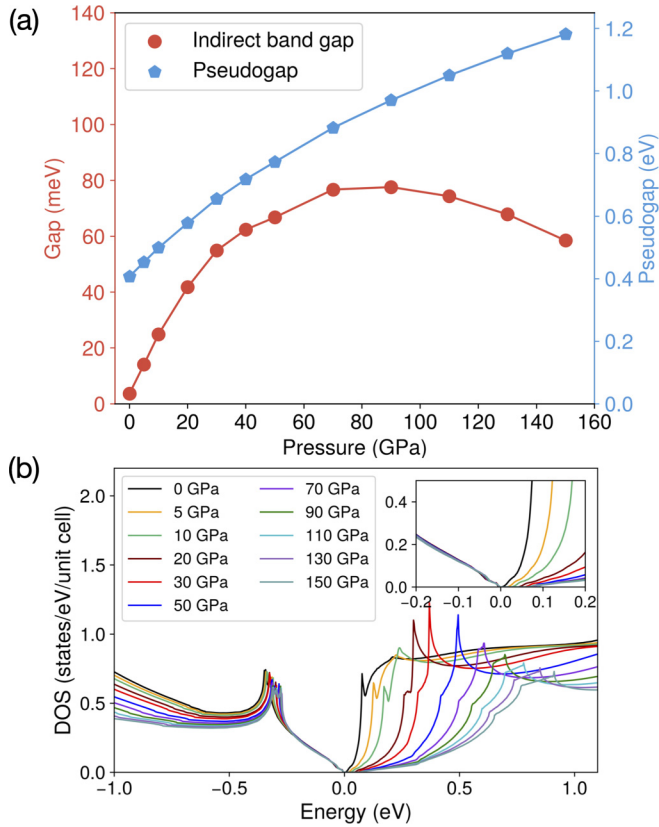 (a)
140
120
100
80
60
40
20
0
Gap (meV)
Indirect band gap
Pseudogap
1.2
1.0
0.8
0.6
0.4
0.2
0.0
Pseudogap (eV)
0 20 40 60 80 100 120 140 160
Pressure (GPa)
(b)
2.0
1.5
1.0
0.5
0.0
DOS (states/eV/unit cell)
0 GPa
5 GPa
10 GPa
20 GPa
30 GPa
50 GPa
70 GPa
90 GPa
110 GPa
130 GPa
150 GPa
0.4
0.2
0.0
−0.2 −0.1 0.0 0.1 0.2
−1.0 −0.5 0.0 0.5 1.0
Energy (eV)